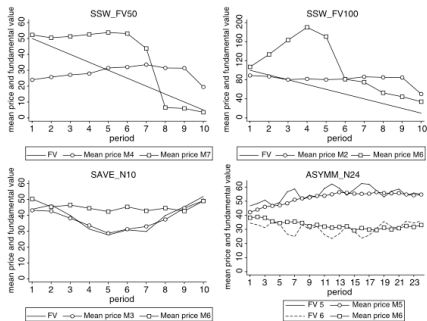 SSW_FV50
mean price and fundamental value
0 10 20 30 40 50 60
1 2 3 4 5 6 7 8 9 10
period
FV Mean price M4 Mean price M7
SSW_FV100
mean price and fundamental value
0 40 80 120 160 200
1 2 3 4 5 6 7 8 9 10
period
FV Mean price M2 Mean price M6
SAVE_N10
mean price and fundamental value
0 10 20 30 40 50 60
1 2 3 4 5 6 7 8 9 10
period
FV Mean price M3 Mean price M6
ASYMM_N24
mean price and fundamental value
0 10 20 30 40 50 60
1 3 5 7 9 11 13 15 17 19 21 23
period
FV 5 Mean price M5
FV 6 Mean price M6